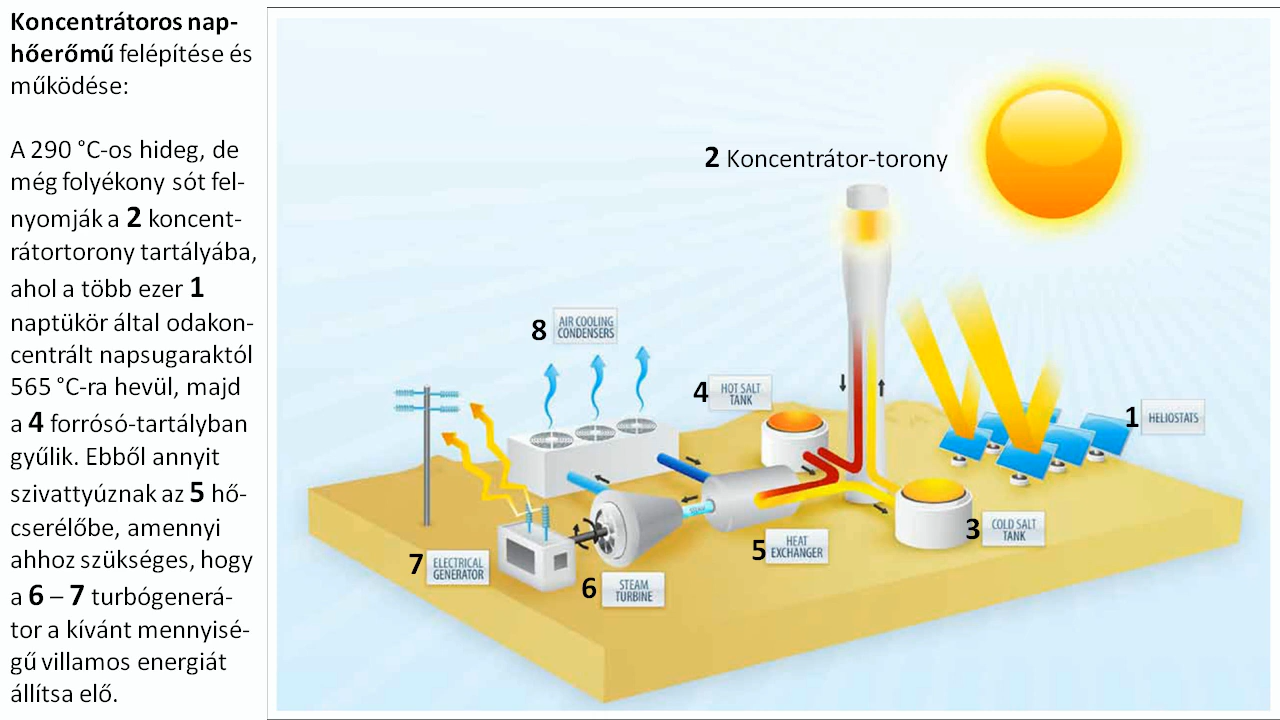 Koncentrátoros nap-
hőerőmű felépítése és
működése:
A 290 °C-os hideg, de
még folyékony sót fel-
nyomják a 2 koncent-
rátortorony tartályába,
ahol a több ezer 1
naptükör által odakon-
centrált napsugaraktól
565 °C-ra hevül, majd
a 4 forrósó-tartályban
gyűlik. Ebből annyit
szivattyúznak az 5 hő-
cserélőbe, amennyi
ahhoz szükséges, hogy
a 6 – 7 turbógenerá-
tor a kívánt mennyisé-
gű villamos energiát
állítsa elő.
2 Koncentrátor-torony
8 AIR COOLING
CONDENSERS
4 HOT SALT
TANK
1 HELIOSTATS
3 COLD SALT
TANK
5 HEAT
EXCHANGER
STEAM
7 ELECTRICAL
GENERATOR
6 STEAM
TURBINE